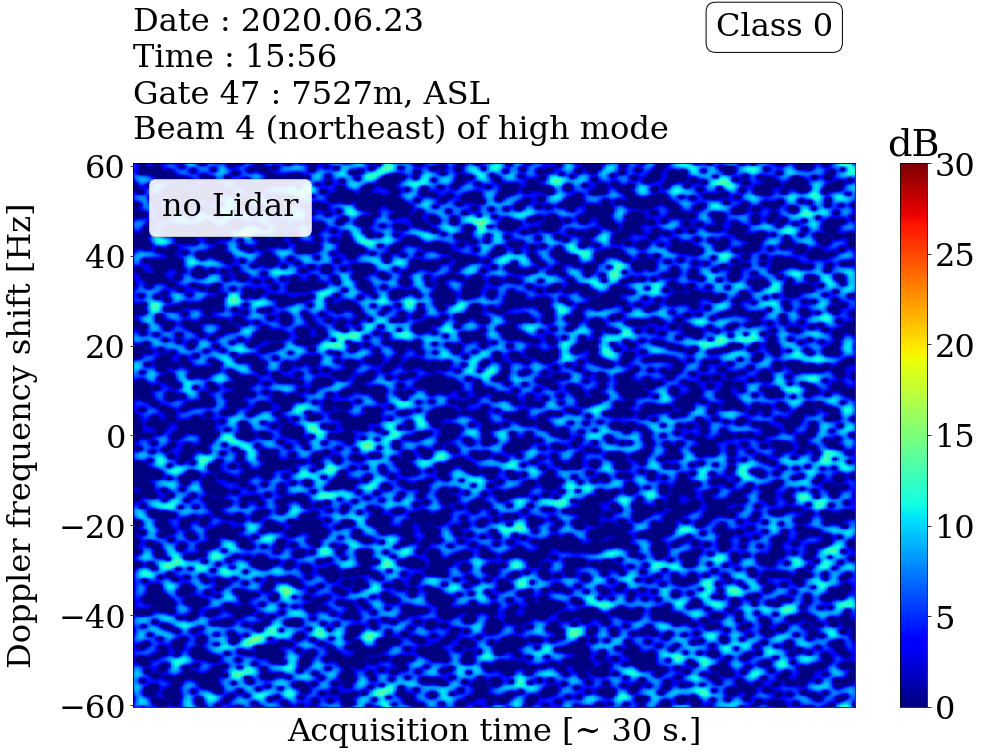 Date : 2020.06.23
Class 0
Time : 15:56
Gate 47 : 7527m, ASL
Beam 4 (northeast) of high mode
dB
no Lidar
Doppler frequency shift [Hz]
60
40
20
0
−20
−40
−60
Acquisition time [~ 30 s.]
30
25
20
15
10
5
0